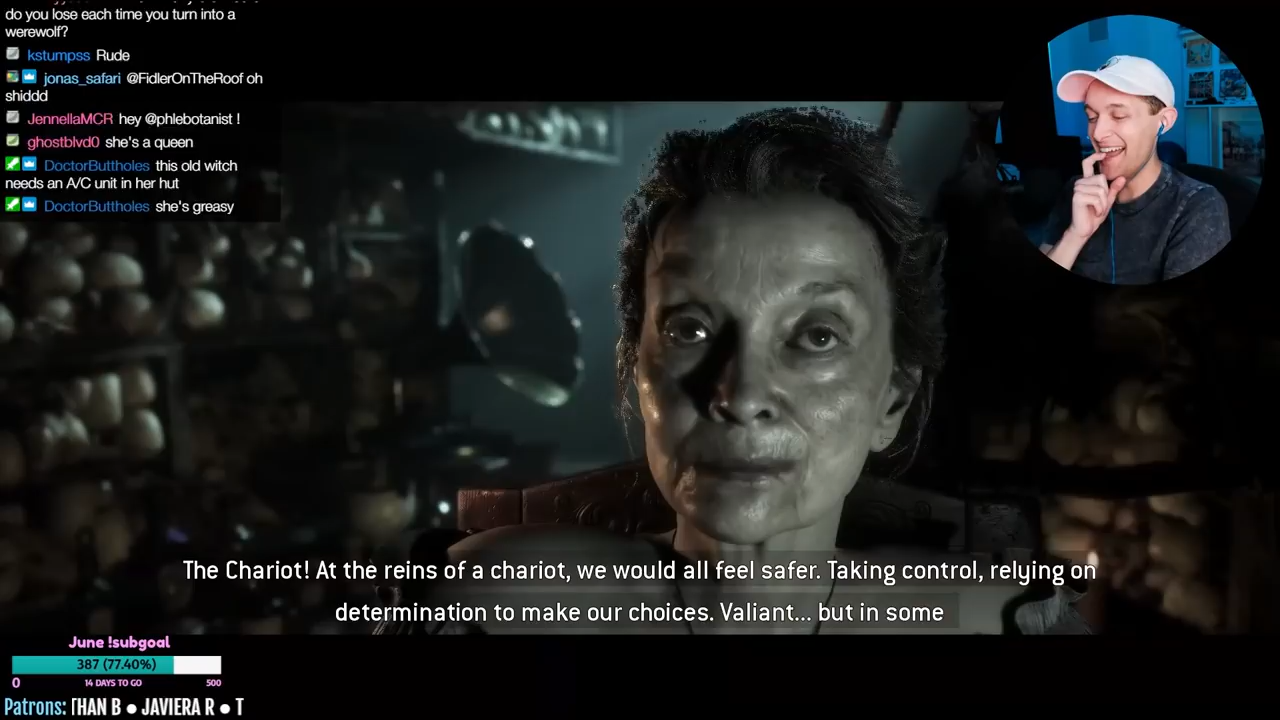 do you lose each time you turn into a
werewolf?
kstumpss Rude
jonas_safari @FidlerOnTheRoof oh
shiddd
JennellaMCR hey @phlebotanist !
ghostblvd0 she's a queen
DoctorButtholes this old witch
needs an A/C unit in her hut
DoctorButtholes she's greasy
The Chariot! At the reins of a chariot, we would all feel safer. Taking control, relying on
determination to make our choices. Valiant... but in some
June !subgoal
387 (77.40%)
0 14 DAYS TO GO 500
Patrons: THAN B ● JAVIERA R ● T